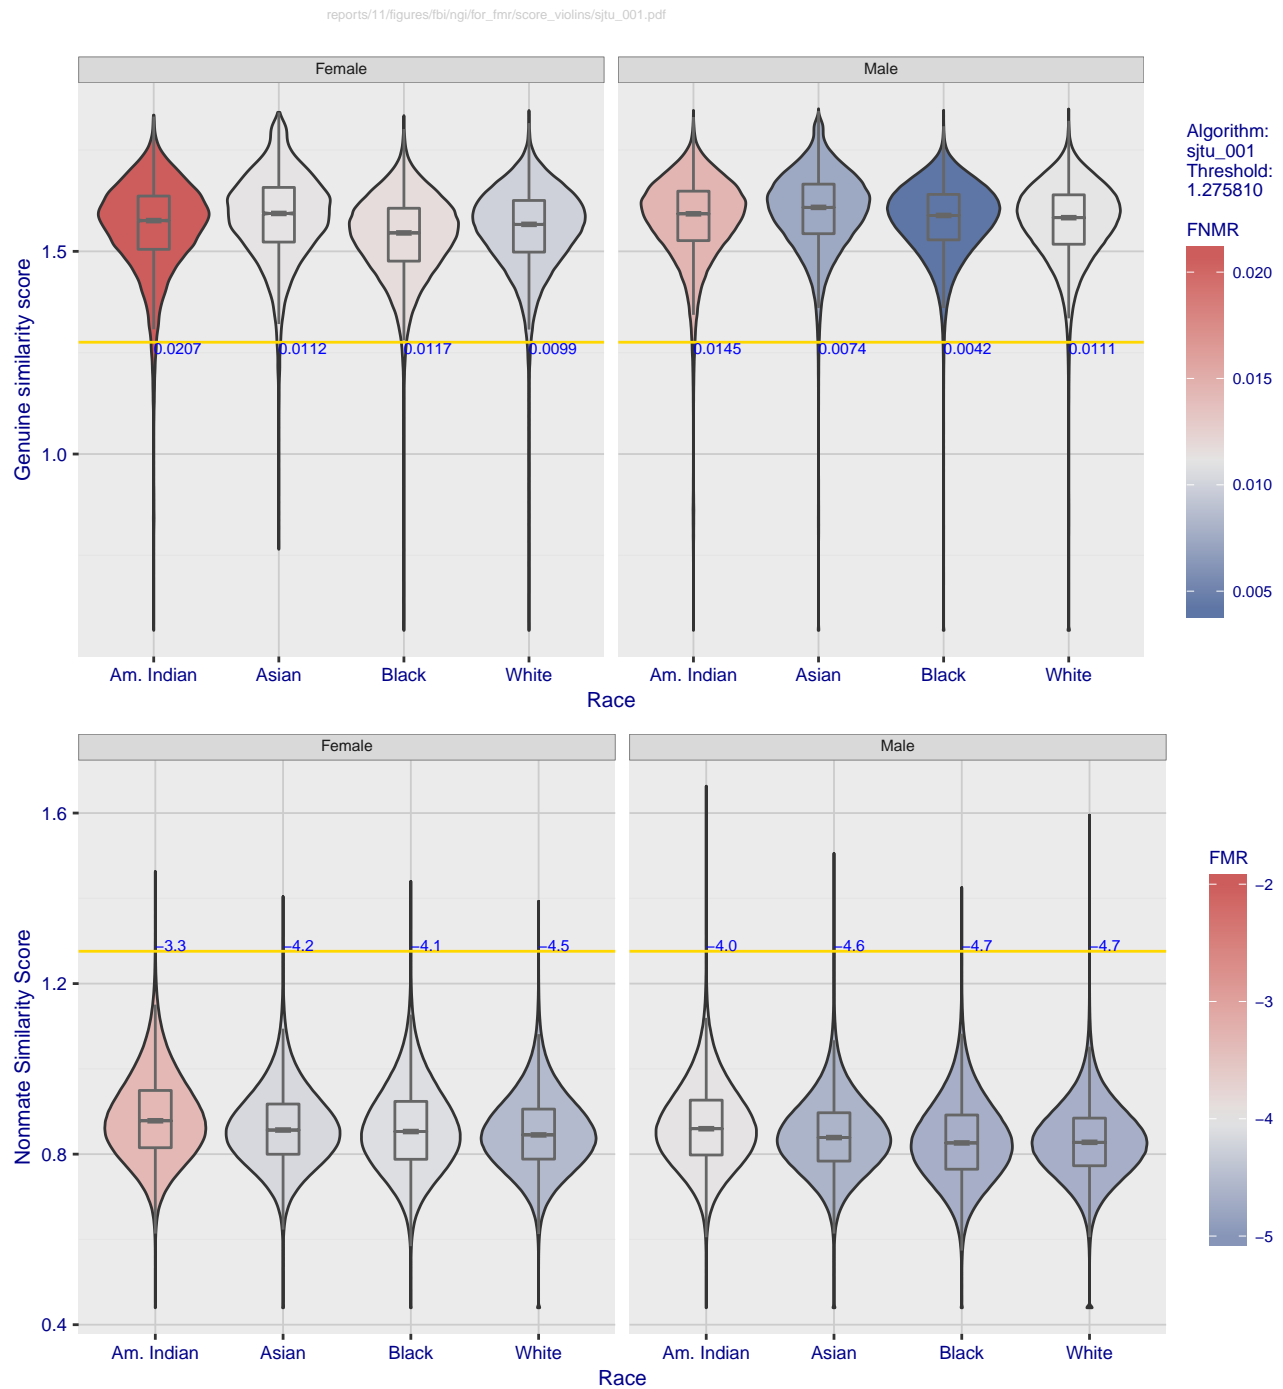 reports/11/figures/fbi/ngi/for_fmr/score_violins/sjtu_001.pdf
Female
Male
Genuine similarity score
1.5
1.0
0.0207
0.0112
0.0117
0.0099
0.0145
0.0074
0.0042
0.0111
Am. Indian
Asian
Black
White
Am. Indian
Asian
Black
White
Race
Algorithm:
sjtu_001
Threshold:
1.275810
FNMR
0.020
0.015
0.010
0.005
Female
Male
Nonmate Similarity Score
1.6
1.2
0.8
0.4
−3.3
−4.2
−4.1
−4.5
−4.0
−4.6
−4.7
−4.7
Am. Indian
Asian
Black
White
Am. Indian
Asian
Black
White
Race
FMR
−2
−3
−4
−5